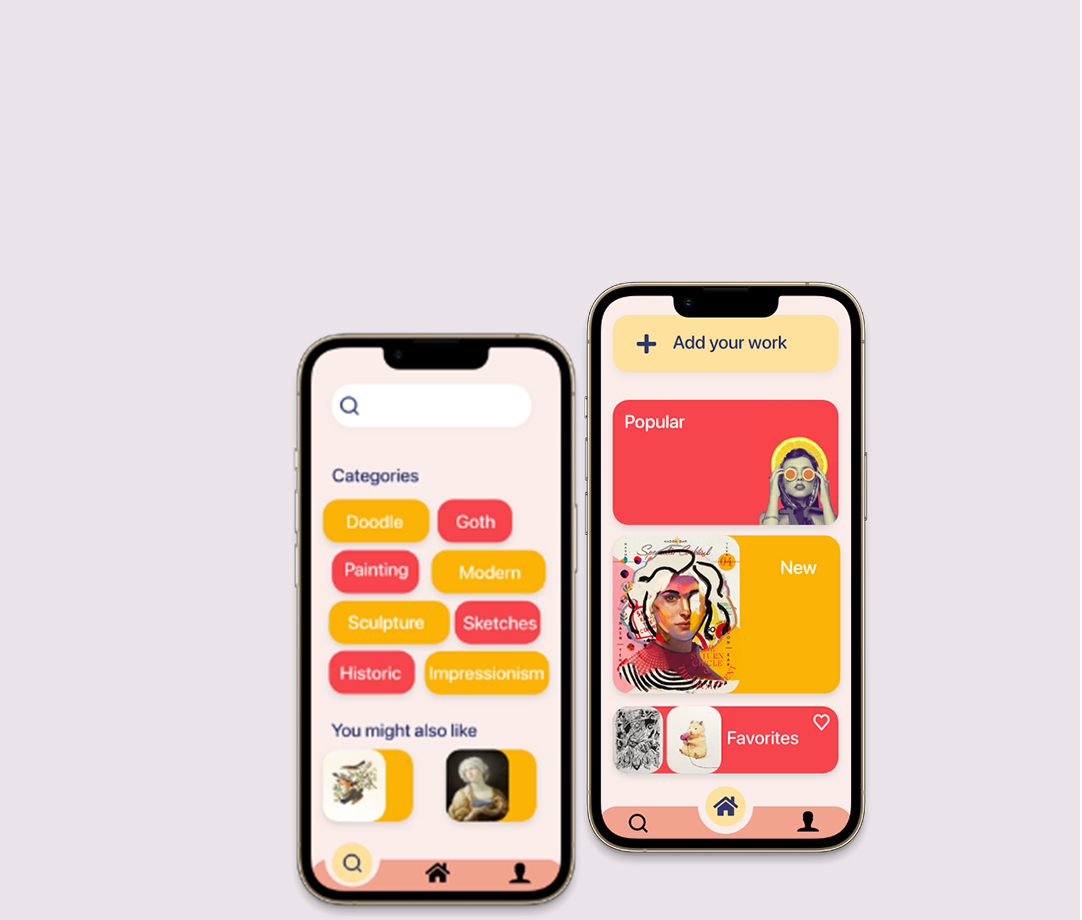 Categories
Doodle
Goth
Painting
Modern
Sculpture
Sketches
Historic
Impressionism
You might also like
Add your work
Popular
New
04
Favorites